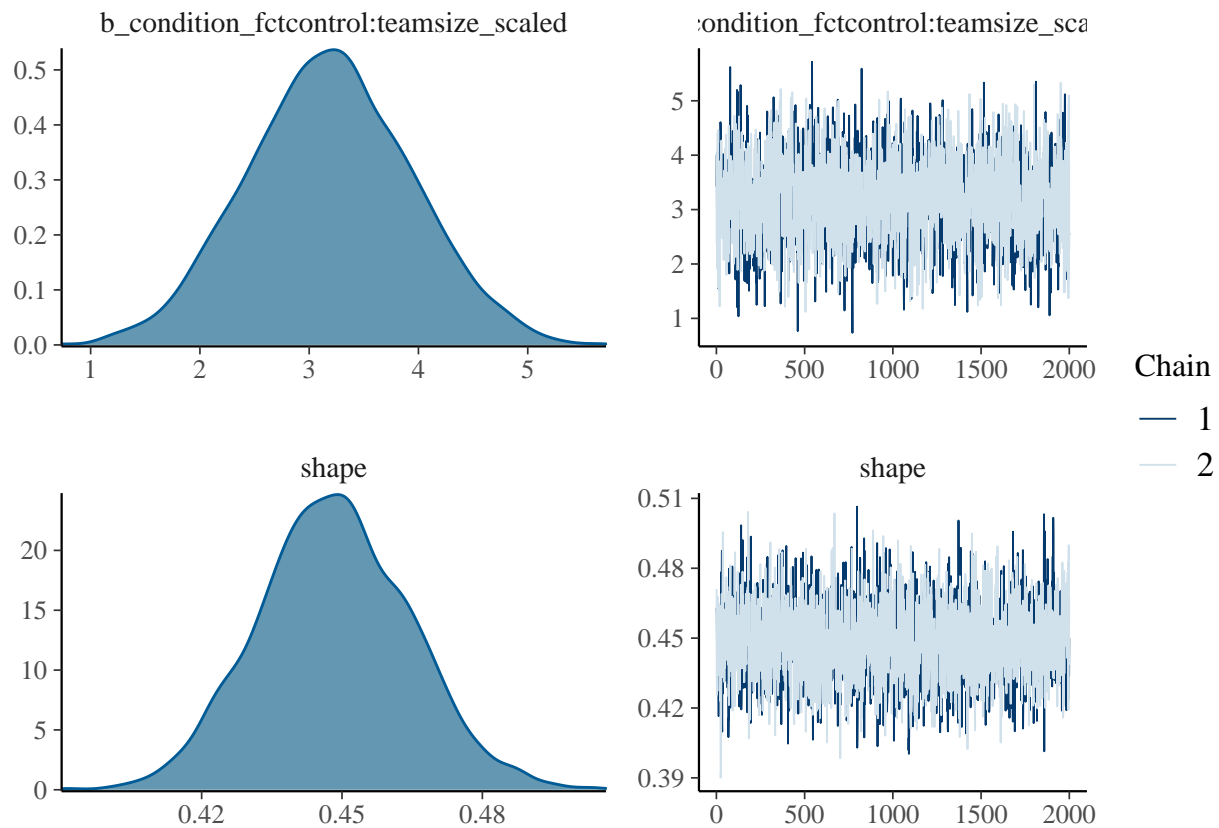 b_condition_fctcontrol:teamsize_scaled
0.5
0.4
0.3
0.2
0.1
0.0
1 2 3 4 5
condition_fctcontrol:teamsize_sca
5
4
3
2
1
0 500 1000 1500 2000
shape
20
15
10
5
0
0.42 0.45 0.48
shape
0.51
0.48
0.45
0.42
0.39
0 500 1000 1500 2000
Chain
1
2